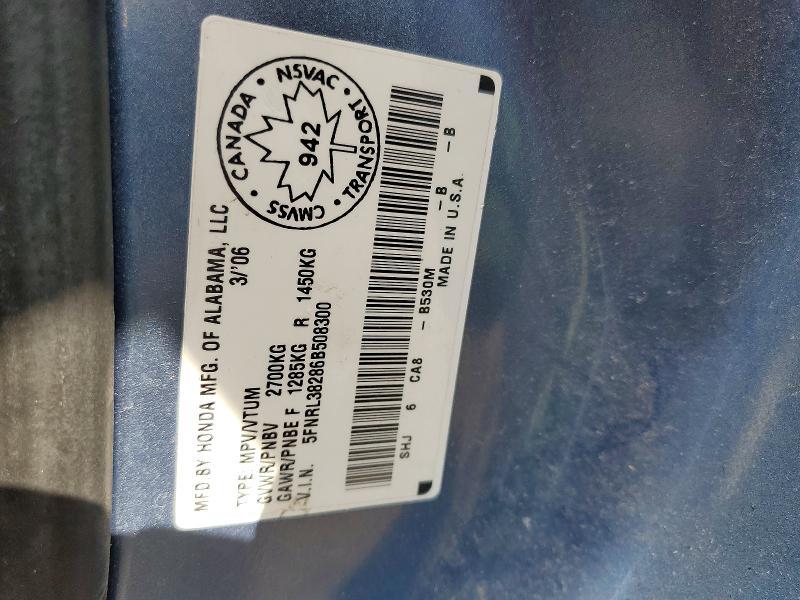 MFD BY HONDA MFG. OF ALABAMA, LLC
3/'06
TYPE: MPV/VTUM
GVWR/PNBV 2700KG
GAWR/PNBE F 1285KG R 1450KG
V.I.N. 5FNRL38286B508300
CANADA • NSVAC • TRANSPORT • CMVSS •
942
SHJ 6 CA8 - B530M - B - B
MADE IN U.S.A.